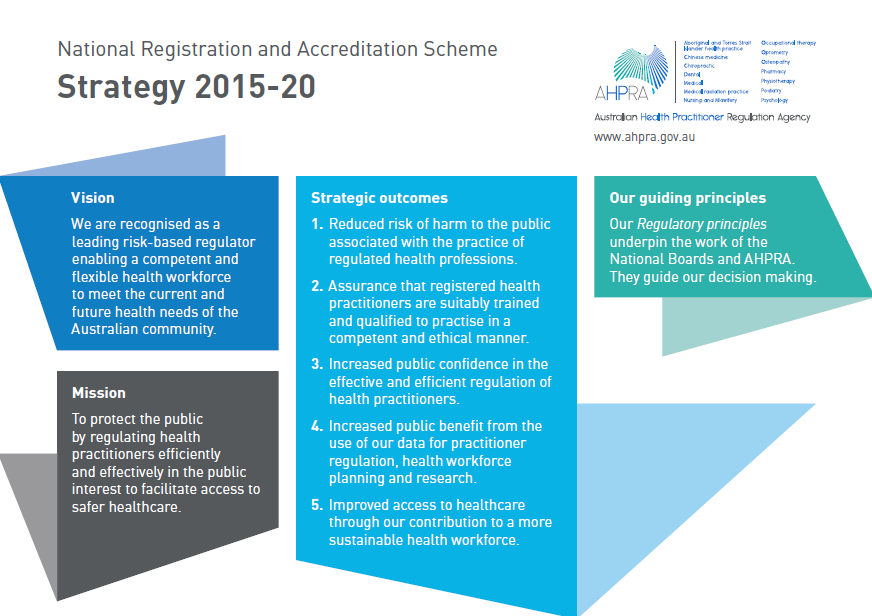 National Registration and Accreditation Scheme
Strategy 2015-20
AHPRA
Aboriginal and Torres Strait
Islander health practice
Chinese medicine
Chiropractic
Dental
Medical
Medical radiation practice
Nursing and Midwifery
Occupational therapy
Optometry
Osteopathy
Pharmacy
Physiotherapy
Podiatry
Psychology
Australian Health Practitioner Regulation Agency
www.ahpra.gov.au
Vision
We are recognised as a
leading risk-based regulator
enabling a competent and
flexible health workforce
to meet the current and
future health needs of the
Australian community.
Mission
To protect the public
by regulating health
practitioners efficiently
and effectively in the public
interest to facilitate access to
safer healthcare.
Strategic outcomes
1. Reduced risk of harm to the public
associated with the practice of
regulated health professions.
2. Assurance that registered health
practitioners are suitably trained
and qualified to practise in a
competent and ethical manner.
3. Increased public confidence in the
effective and efficient regulation of
health practitioners.
4. Increased public benefit from the
use of our data for practitioner
regulation, health workforce
planning and research.
5. Improved access to healthcare
through our contribution to a more
sustainable health workforce.
Our guiding principles
Our Regulatory principles
underpin the work of the
National Boards and AHPRA.
They guide our decision making.